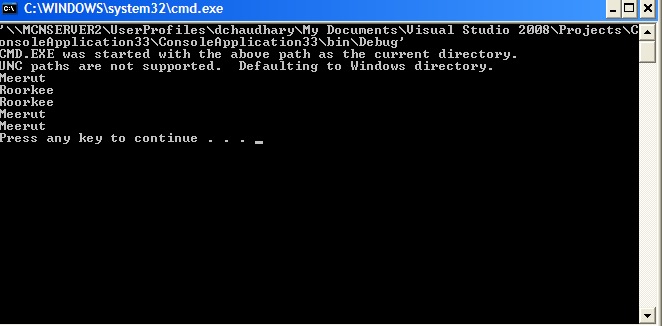 C:\WINDOWS\system32\cmd.exe
'\\MCNSERVER2\UserProfiles\dchaudhary\My Documents\Visual Studio 2008\Projects\C
onsoleApplication33\ConsoleApplication33\bin\Debug'
CMD.EXE was started with the above path as the current directory.
UNC paths are not supported.  Defaulting to Windows directory.
Meerut
Roorkee
Roorkee
Meerut
Meerut
Press any key to continue . . . _